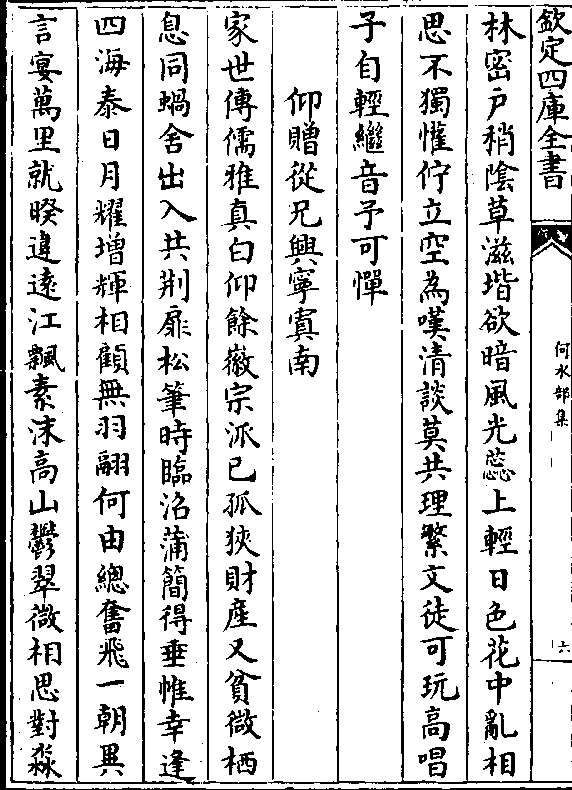 欽定四庫全書
何水部集
六
林密戸稍陰草滋堦欲暗風光蕊上輕日色花中亂相
思不獨懽佇立空為嘆清談莫共理繁文徒可玩高唱
子自輕繼音予可憚
仰贈從兄興寧寘南
家世傳儒雅真白仰餘徽宗派已孤狹財產又貧微栖
息同蝸舍出入共荆扉松筆時臨沼蒲簡得垂帷幸逢
四海泰日月耀增輝相顧無羽翮何由總奮飛一朝異
言宴萬里就暌違遠江飄素沫高山鬱翠微相思對淼